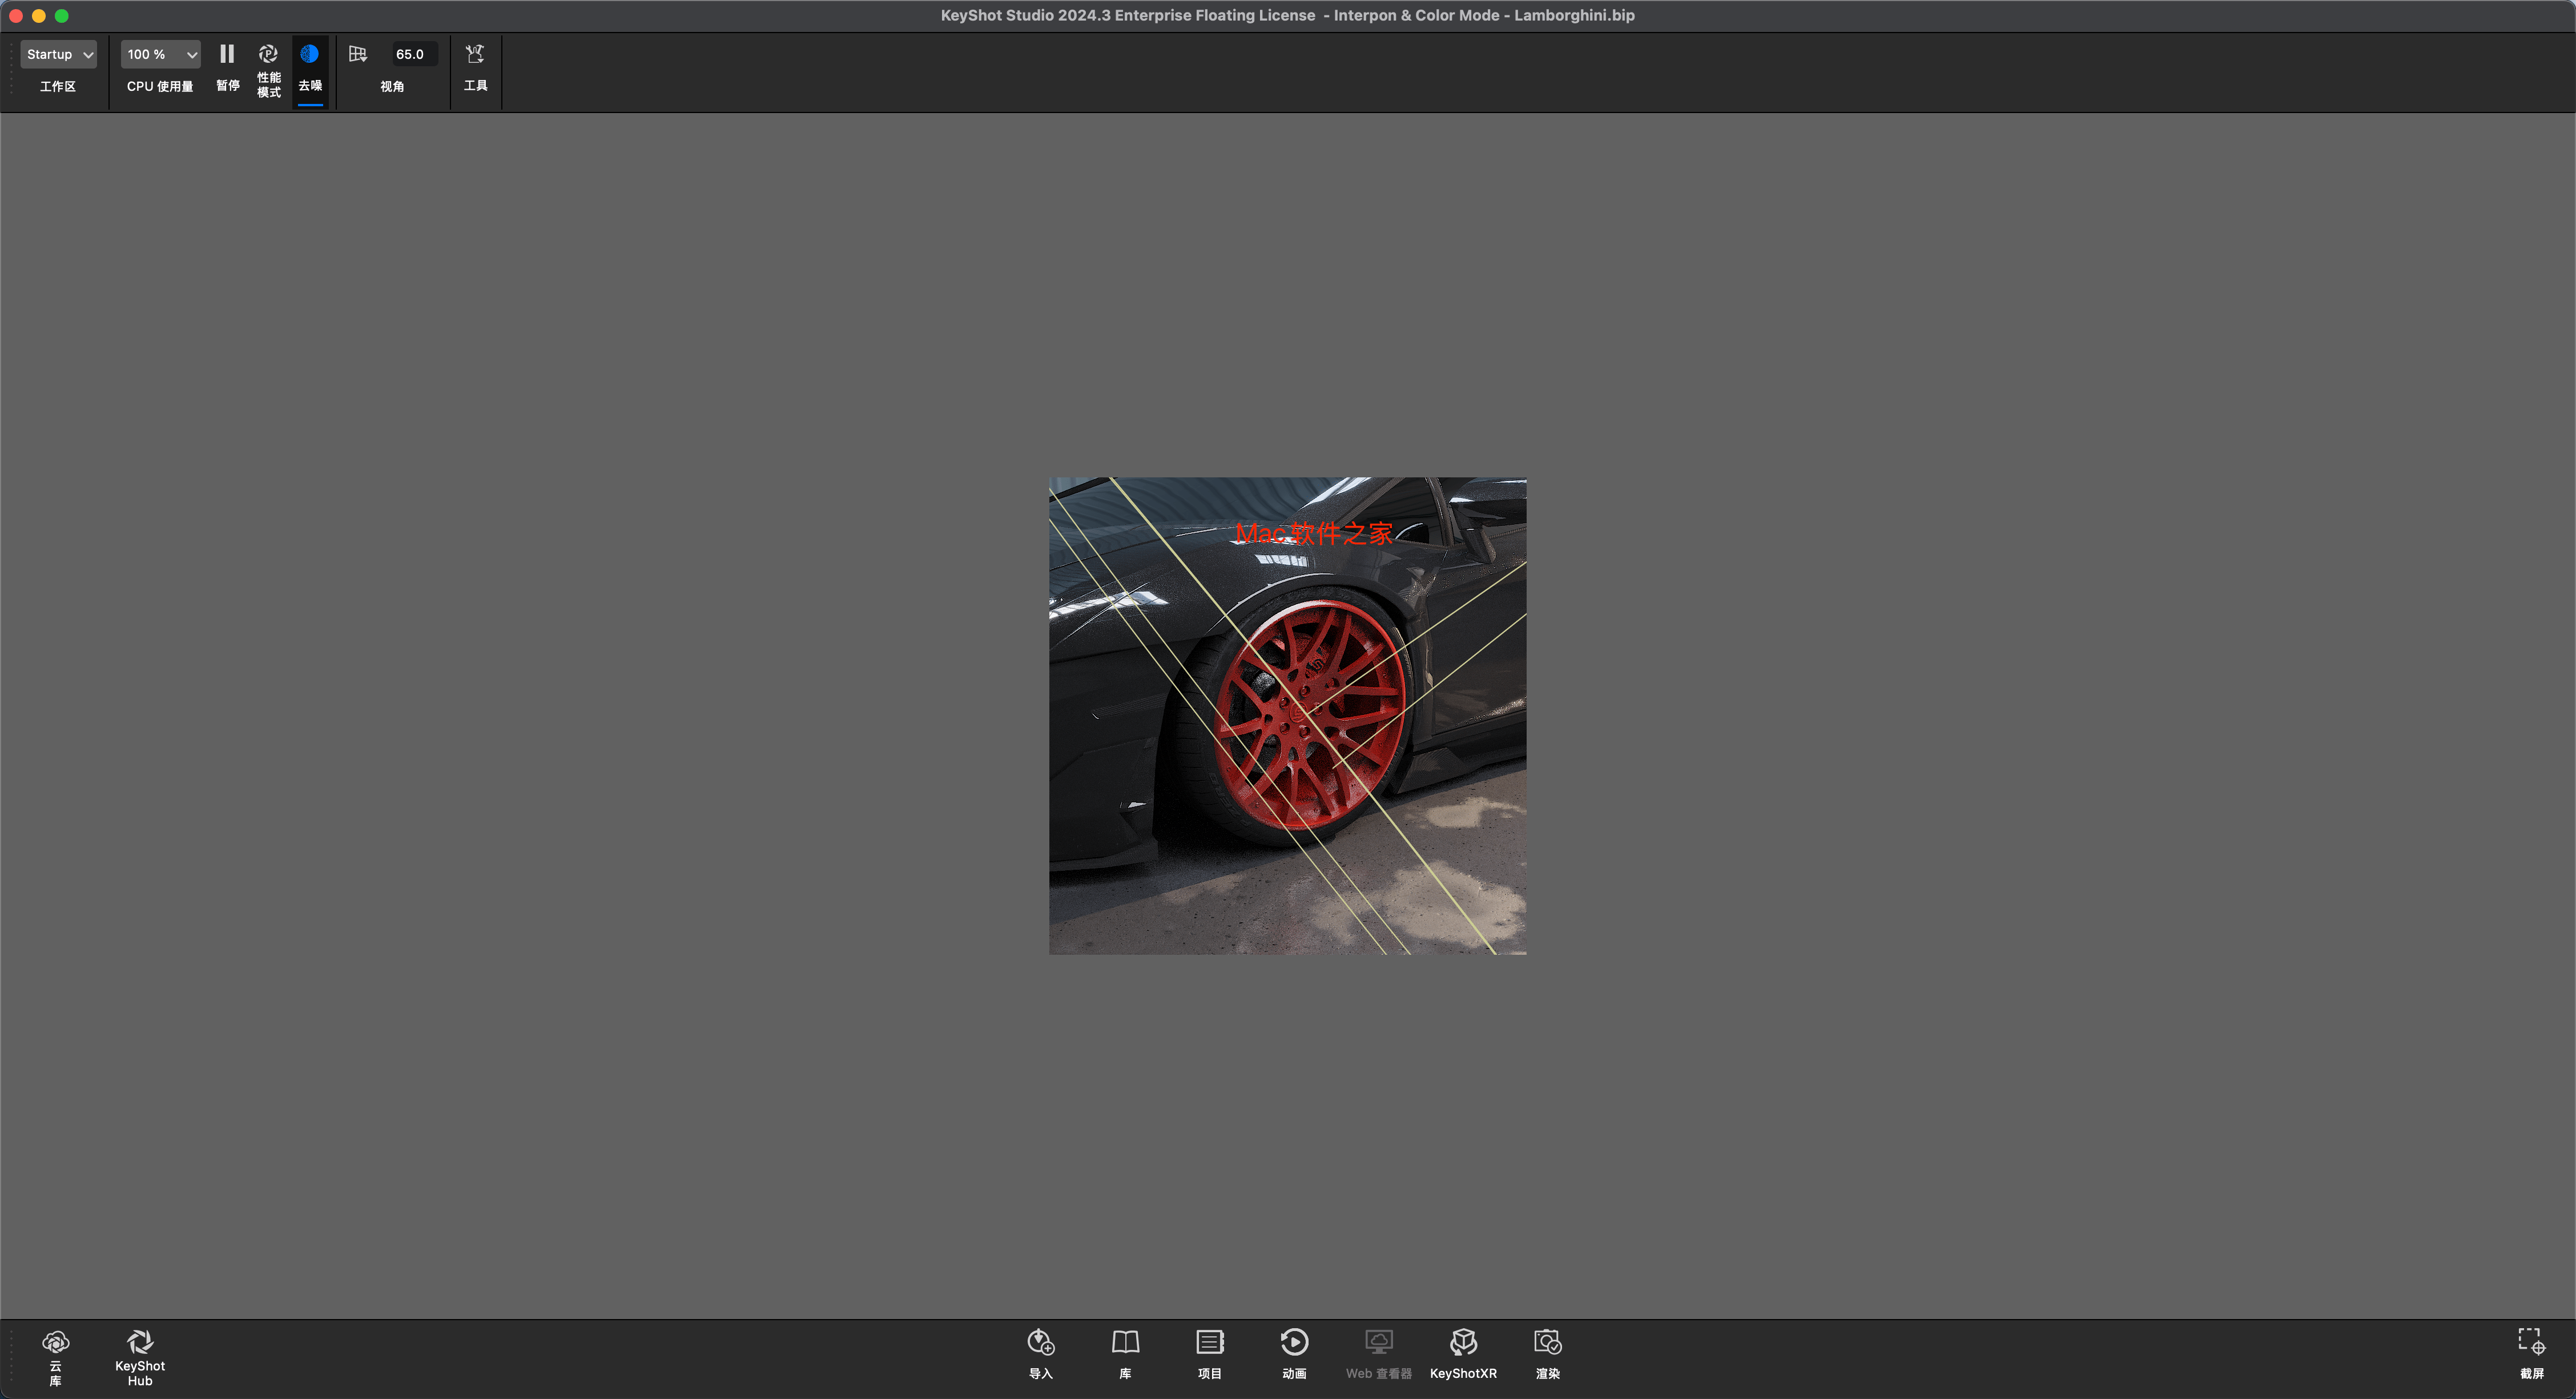 KeyShot Studio 2024.3 Enterprise Floating License - Interpon & Color Mode - Lamborghini.bip
Startup
100 %
65.0
工作区
CPU 使用量
暂停
性能
模式
去噪
视角
工具
Mac软件之家
云
库
KeyShot
Hub
导入
库
项目
动画
Web 查看器
KeyShotXR
渲染
截屏